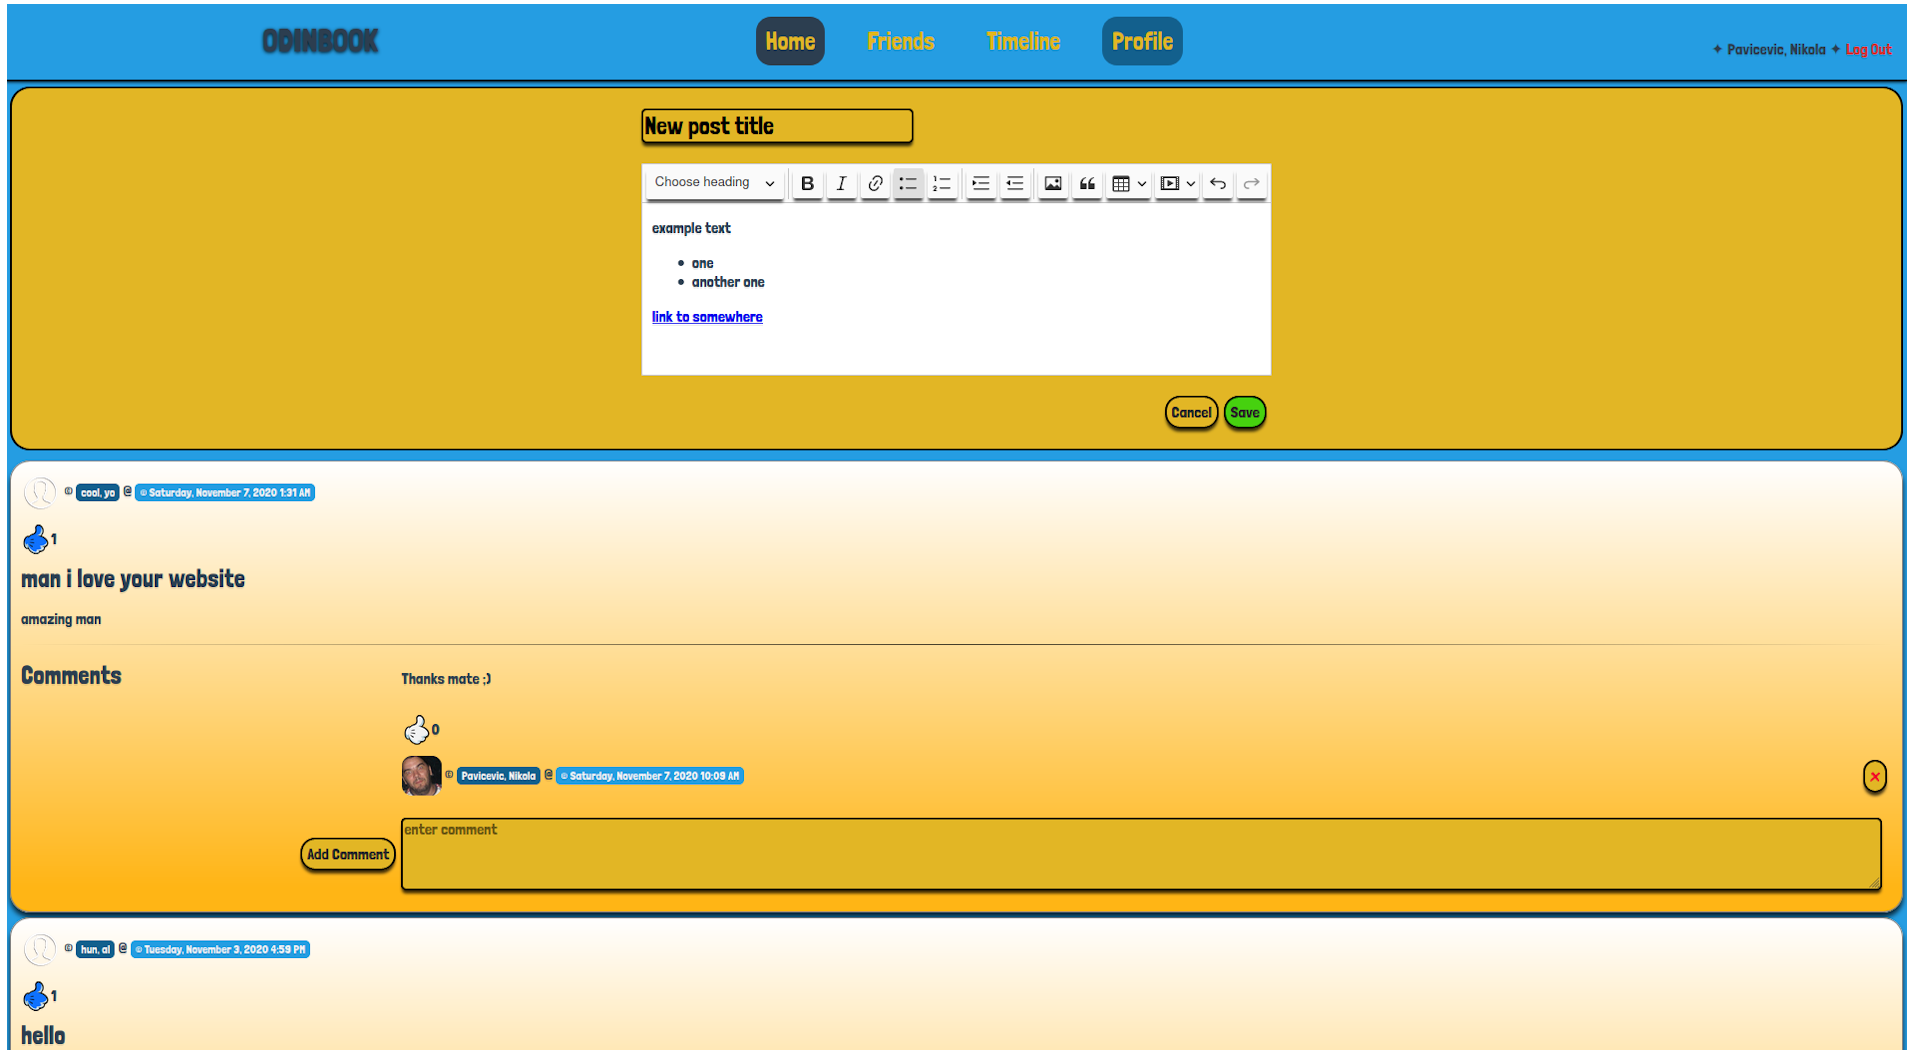 ODINBOOK
Home Friends Timeline Profile
✦ Pavicevic, Nikola ✦ Log Out
New post title
Choose heading
example text
• one
• another one
link to somewhere
Cancel Save
© cool, yo @ © Saturday, November 7, 2020 1:31 AM
1
man i love your website
amazing man
Comments
Thanks mate ;)
0
© Pavicevic, Nikola @ © Saturday, November 7, 2020 10:09 AM
×
enter comment
Add Comment
© hun, al @ © Tuesday, November 3, 2020 4:59 PM
1
hello